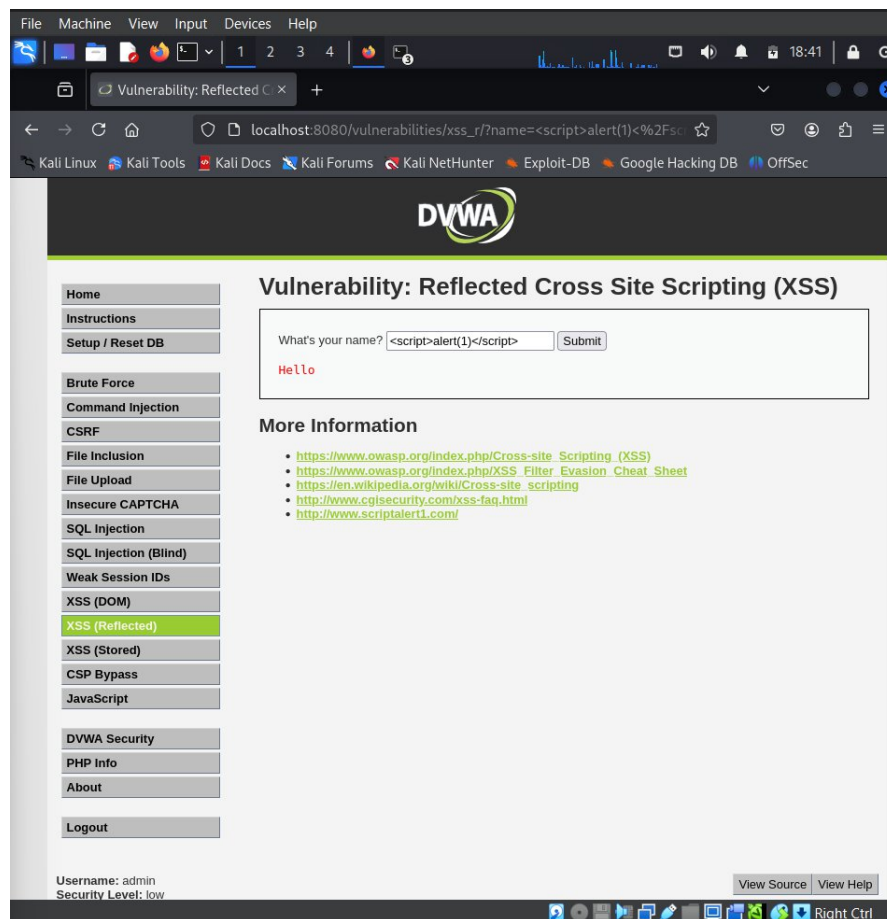 File Machine View Input Devices Help
1 2 3 4 3 18:41
Vulnerability: Reflected C
localhost:8080/vulnerabilities/xss_r/?name=<script>alert(1)<%2Fsc
Kali Linux Kali Tools Kali Docs Kali Forums Kali NetHunter Exploit-DB Google Hacking DB OffSec
DVWA
Home
Instructions
Setup / Reset DB
Brute Force
Command Injection
CSRF
File Inclusion
File Upload
Insecure CAPTCHA
SQL Injection
SQL Injection (Blind)
Weak Session IDs
XSS (DOM)
XSS (Reflected)
XSS (Stored)
CSP Bypass
JavaScript
DVWA Security
PHP Info
About
Logout
Vulnerability: Reflected Cross Site Scripting (XSS)
What's your name? <script>alert(1)</script> Submit
Hello
More Information
https://www.owasp.org/index.php/Cross-site_Scripting_(XSS)
https://www.owasp.org/index.php/XSS_Filter_Evasion_Cheat_Sheet
https://en.wikipedia.org/wiki/Cross-site_scripting
http://www.cgisecurity.com/xss-faq.html
http://www.scriptalert1.com/
Username: admin
Security Level: low
View Source View Help
Right Ctrl